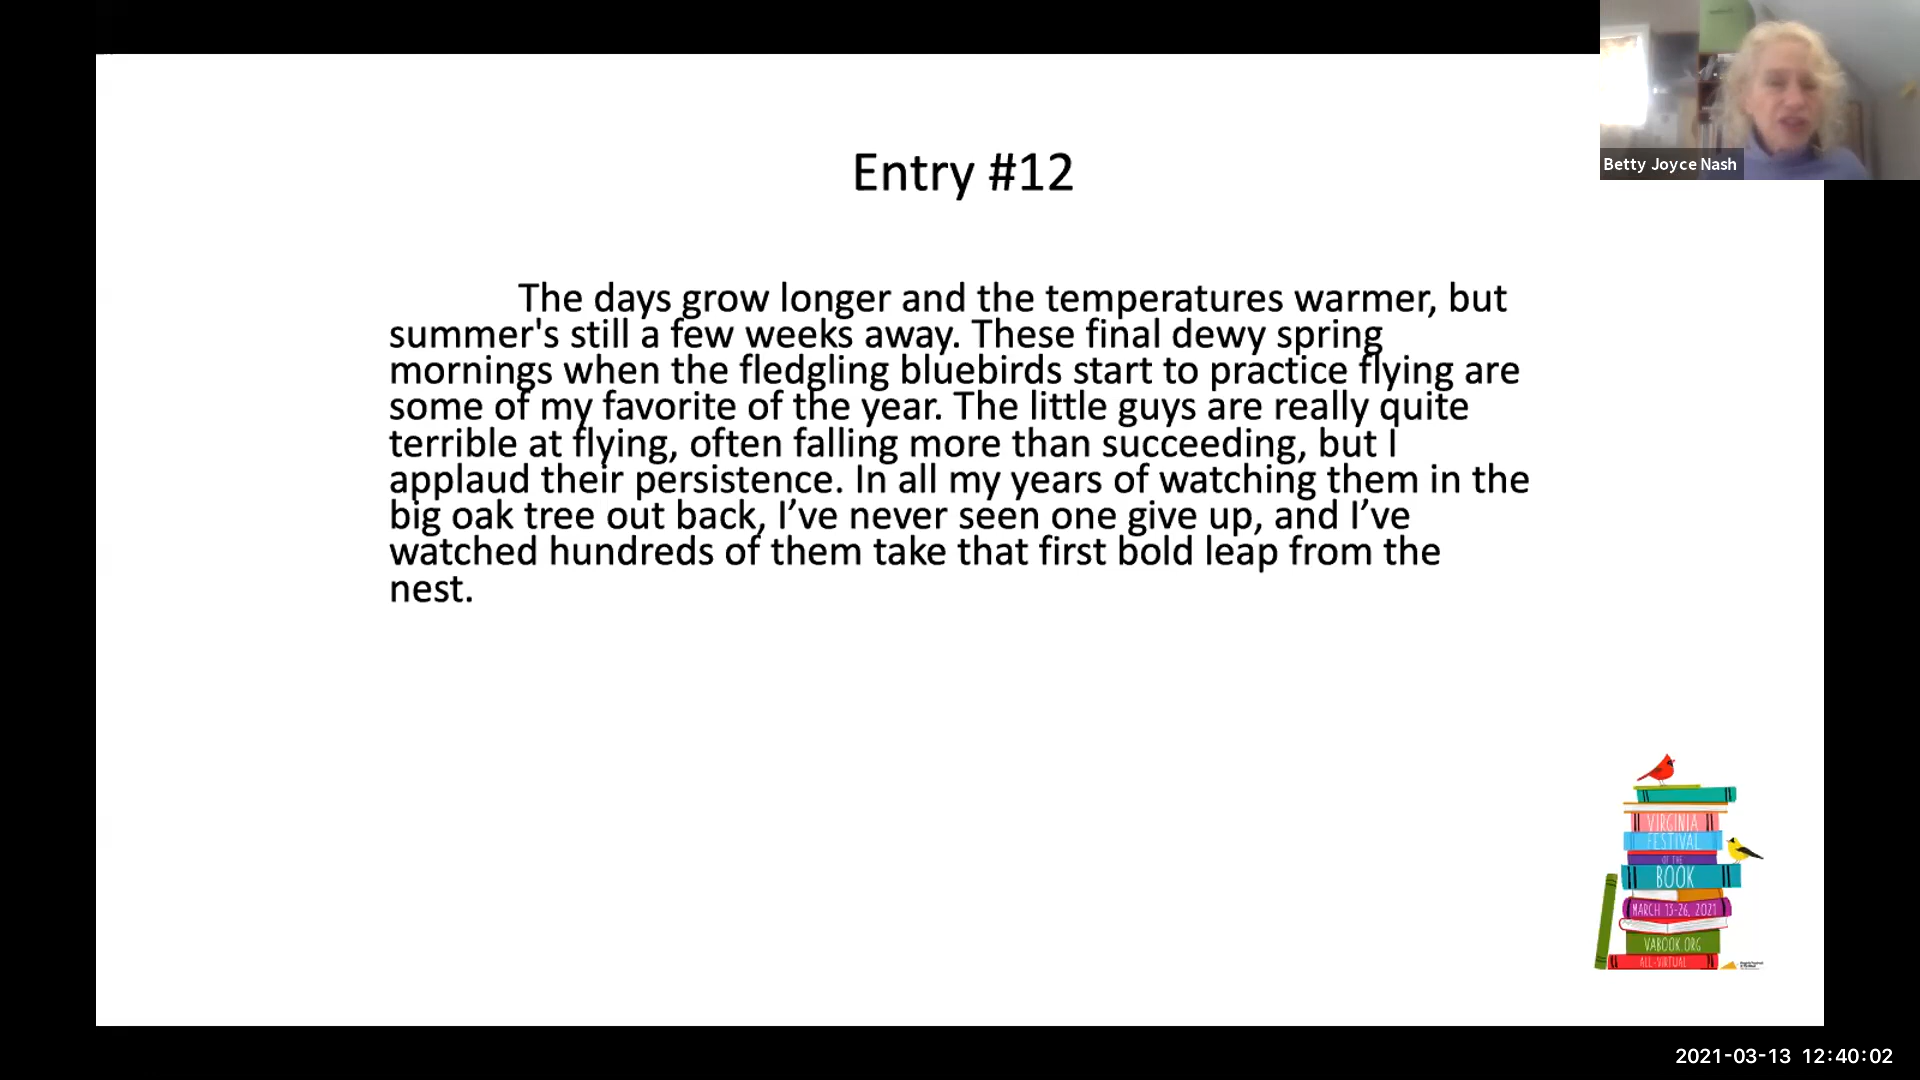 Betty Joyce Nash
Entry #12
The days grow longer and the temperatures warmer, but
summer's still a few weeks away. These final dewy spring
mornings when the fledgling bluebirds start to practice flying are
some of my favorite of the year. The little guys are really quite
terrible at flying, often falling more than succeeding, but I
applaud their persistence. In all my years of watching them in the
big oak tree out back, I’ve never seen one give up, and I’ve
watched hundreds of them take that first bold leap from the
nest.
VIRGINIA
FESTIVAL
OF THE
BOOK
MARCH 13-26, 2021
VABOOK.ORG
ALL-VIRTUAL
2021-03-13 12:40:02